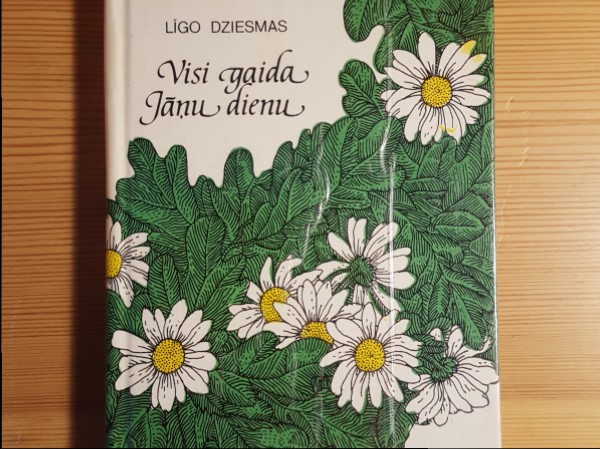 LĪGO DZIESMAS
Visi gaida
Jāņu dienu